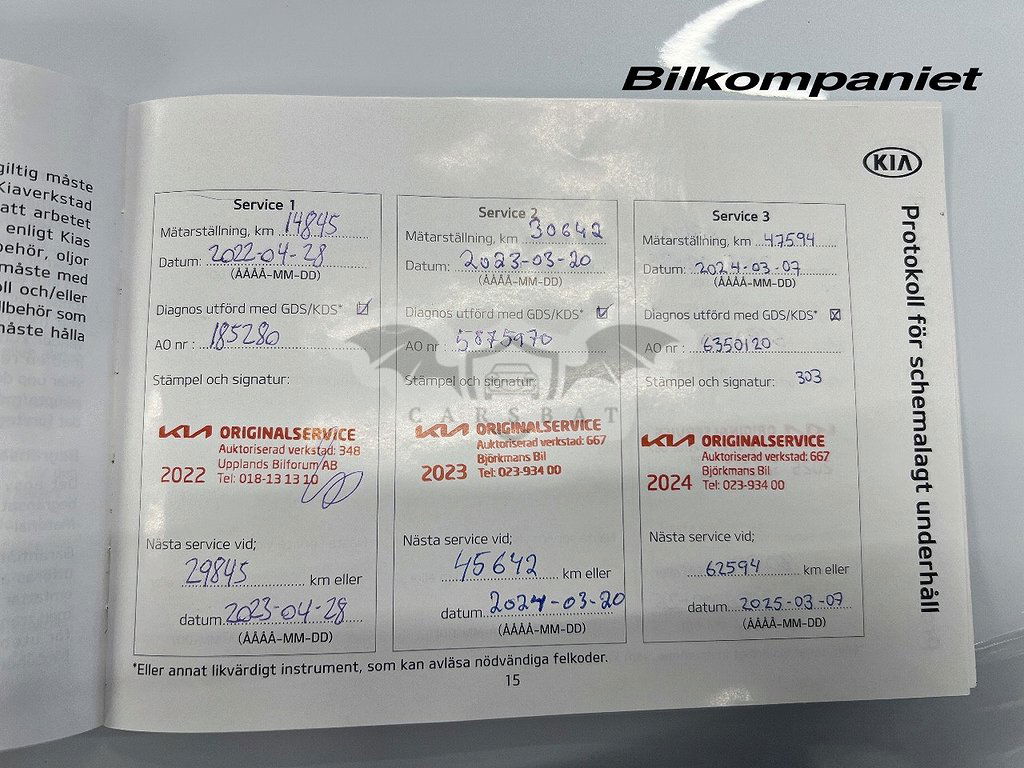 Bilkompaniet
giltig måste
Kiaverkstad
att arbetet
enligt Kias
behör, oljor
måste med
oll och/eller
llbehör som
måste hålla
KIA
Protokoll för schemalagt underhåll
Service 1
Mätarställning, km 14845
Datum: 2022-04-28
(ÅÅÅÅ-MM-DD)
Diagnos utförd med GDS/KDS* ☑
AO nr : 185280
Stämpel och signatur:
KIA ORIGINALSERVICE
Auktoriserad verkstad: 348
Upplands Bilforum AB
2022 Tel: 018-13 13 10
Nästa service vid;
29845 km eller
datum 2023-04-28
(ÅÅÅÅ-MM-DD)
Service 2
Mätarställning, km 30642
Datum: 2023-03-20
(ÅÅÅÅ-MM-DD)
Diagnos utförd med GDS/KDS* ☑
AO nr : 5875970
Stämpel och signatur:
KIA ORIGINALSERVICE
Auktoriserad verkstad: 667
Björkmans Bil
2023 Tel: 023-934 00
Nästa service vid;
45642 km eller
datum 2024-03-20
(ÅÅÅÅ-MM-DD)
Service 3
Mätarställning, km 47594
Datum: 2024-03-07
(ÅÅÅÅ-MM-DD)
Diagnos utförd med GDS/KDS* ☒
AO nr : 6350120
Stämpel och signatur: 303
KIA ORIGINALSERVICE
Auktoriserad verkstad: 667
Björkmans Bil
2024 Tel: 023-934 00
Nästa service vid;
62594 km eller
datum 2025-03-07
(ÅÅÅÅ-MM-DD)
CARSBAT
*Eller annat likvärdigt instrument, som kan avläsa nödvändiga felkoder.
15